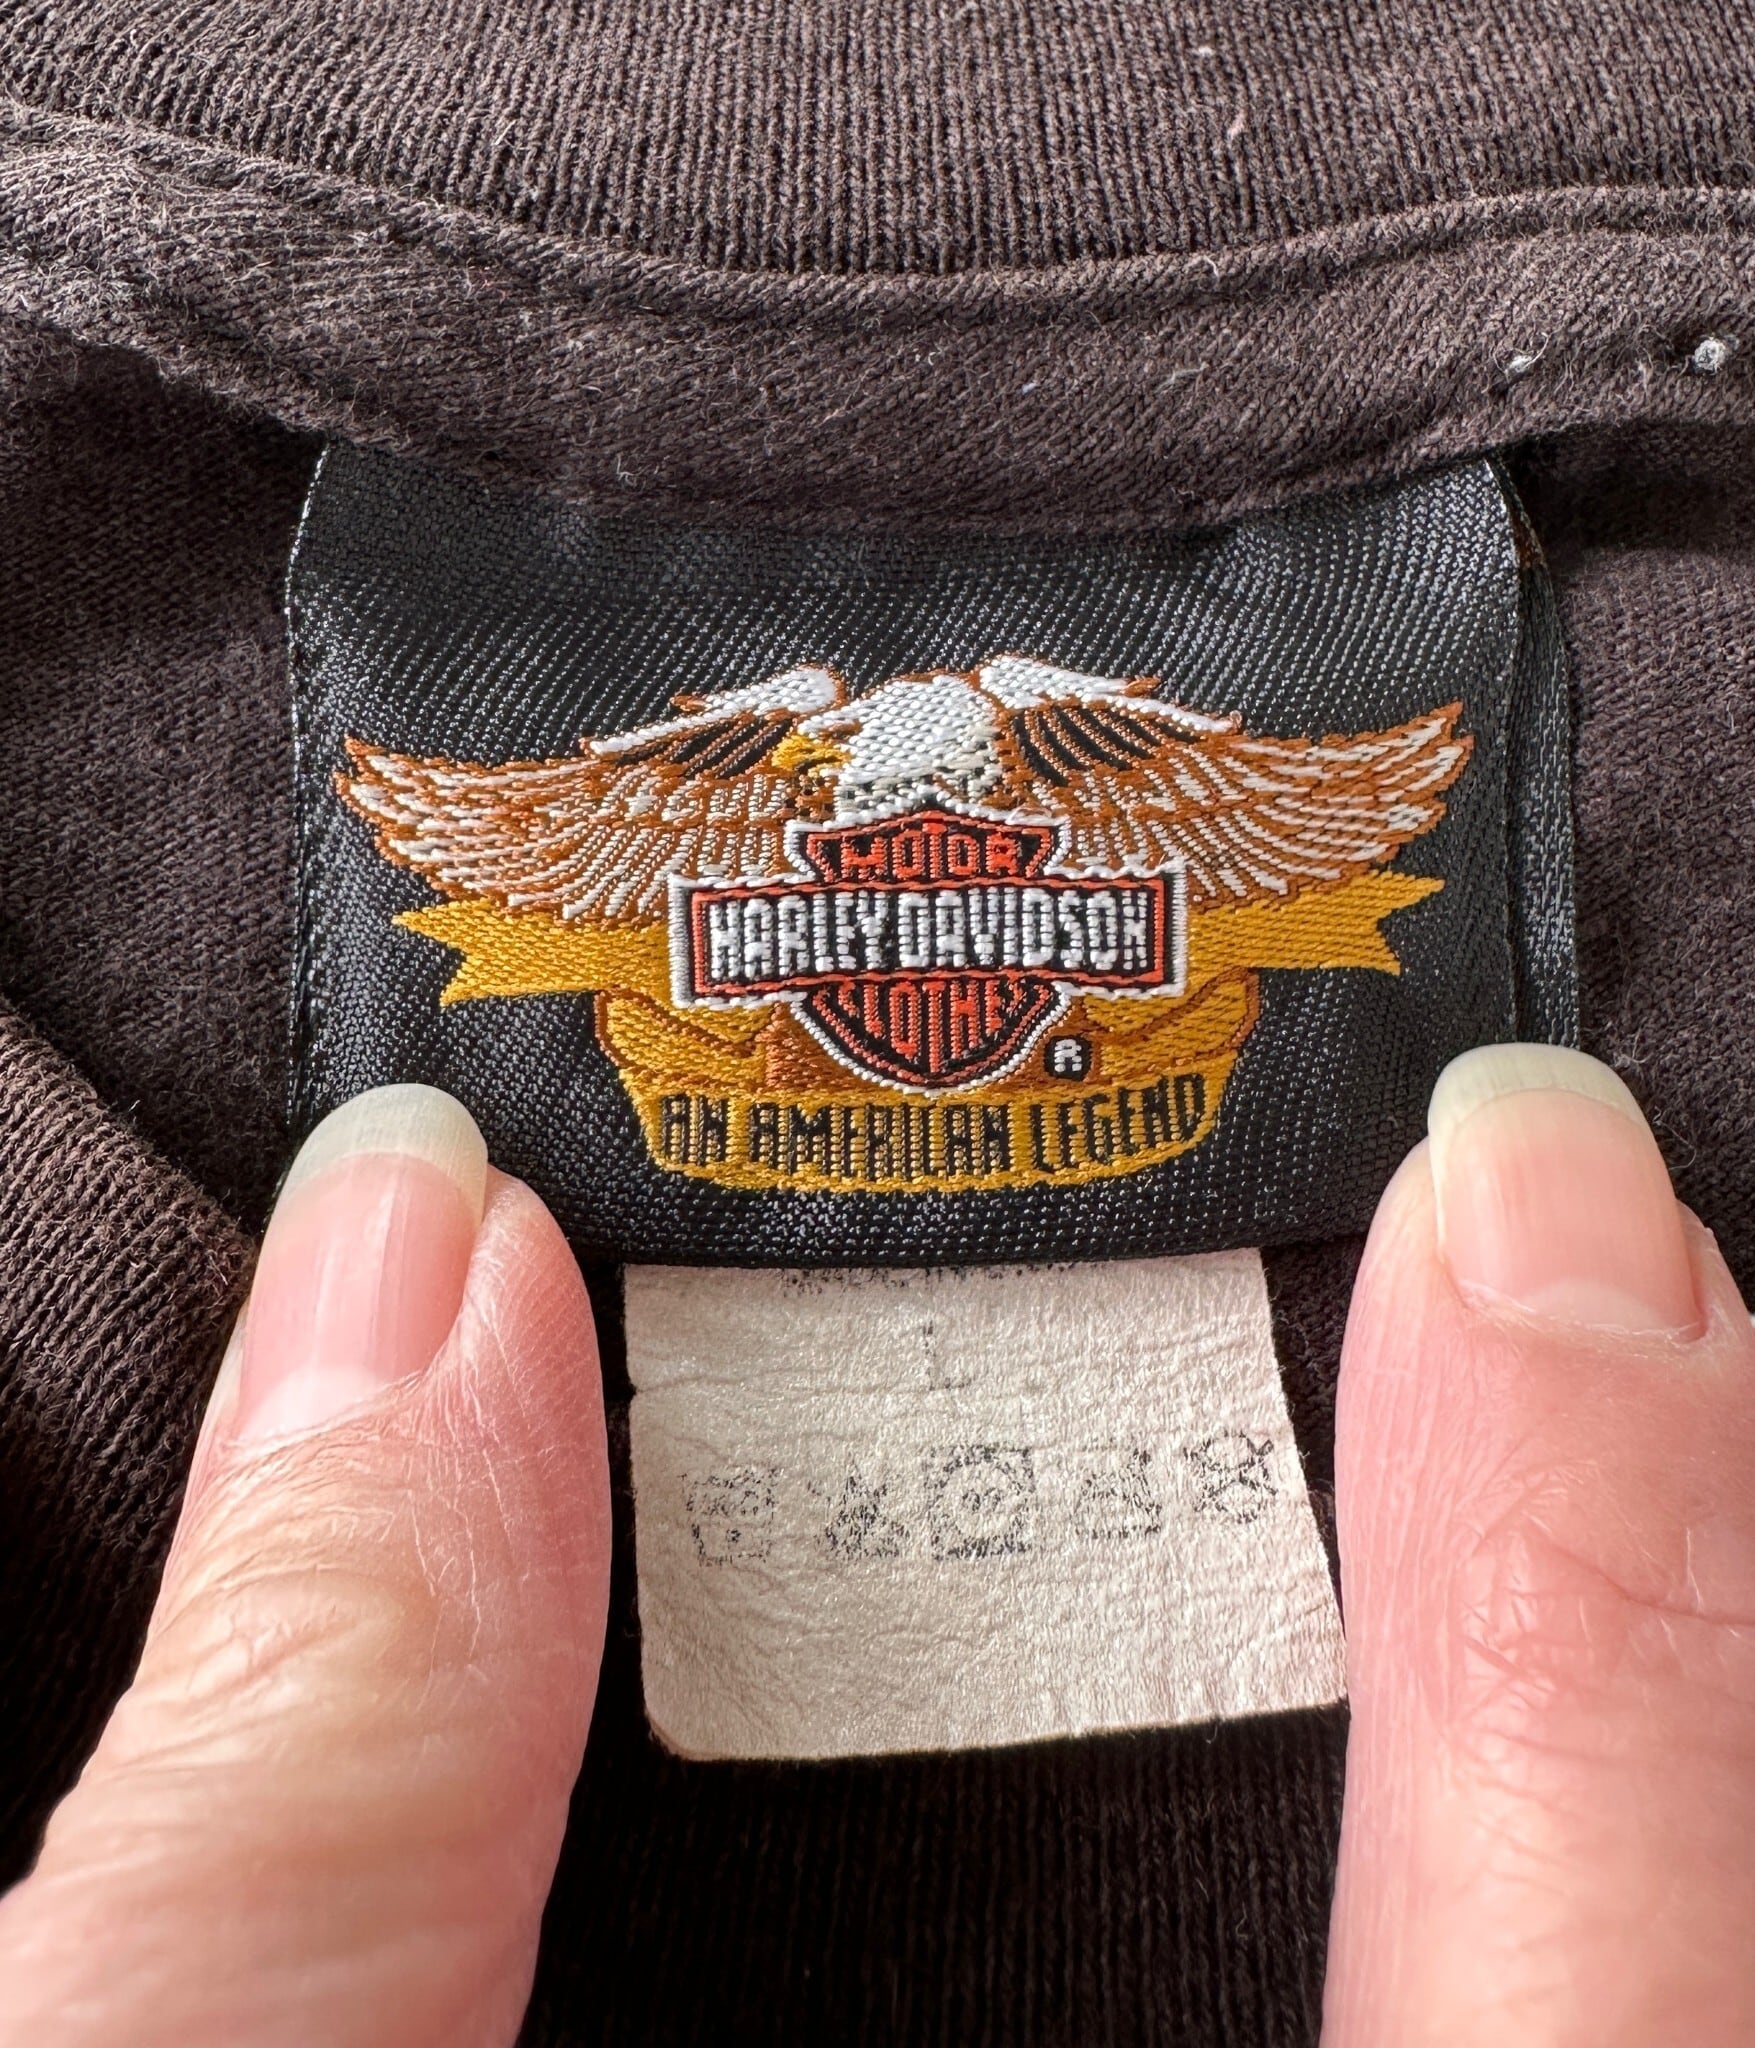 MOTOR
HARLEY-DAVIDSON
CLOTHES
®
AN AMERICAN LEGEND
L